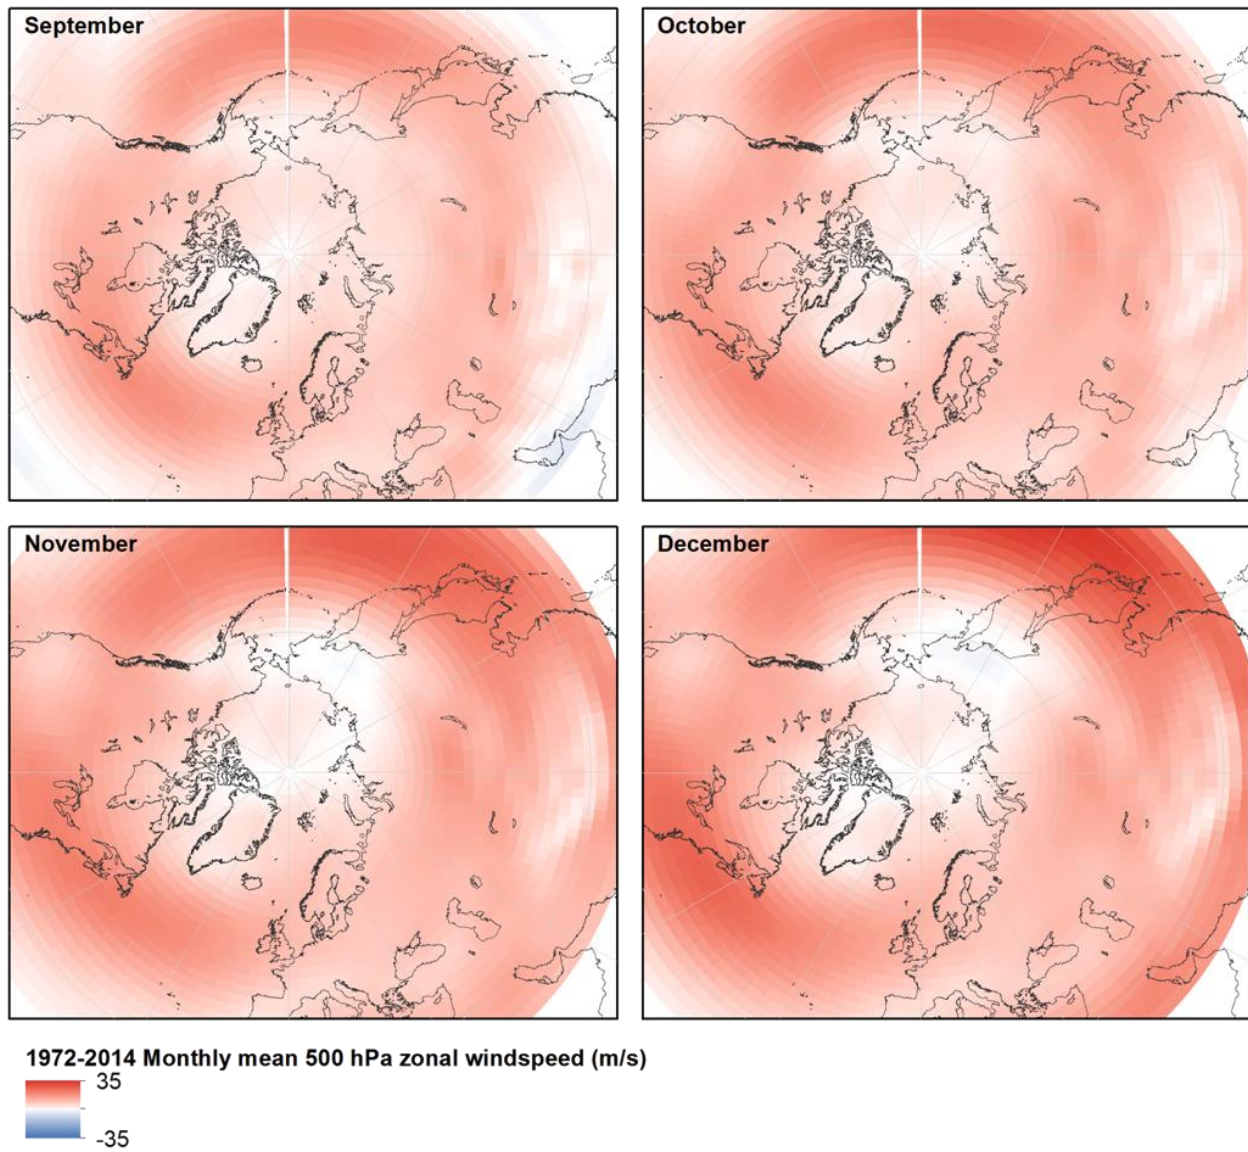 September
October
November
December
1972-2014 Monthly mean 500 hPa zonal windspeed (m/s)
35
-35